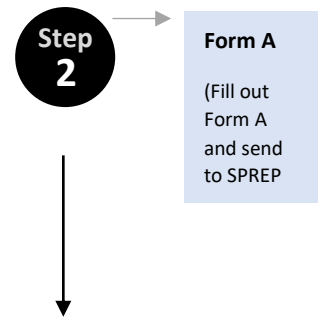 Step
2
Form A
(Fill out
Form A
and send
to SPREP